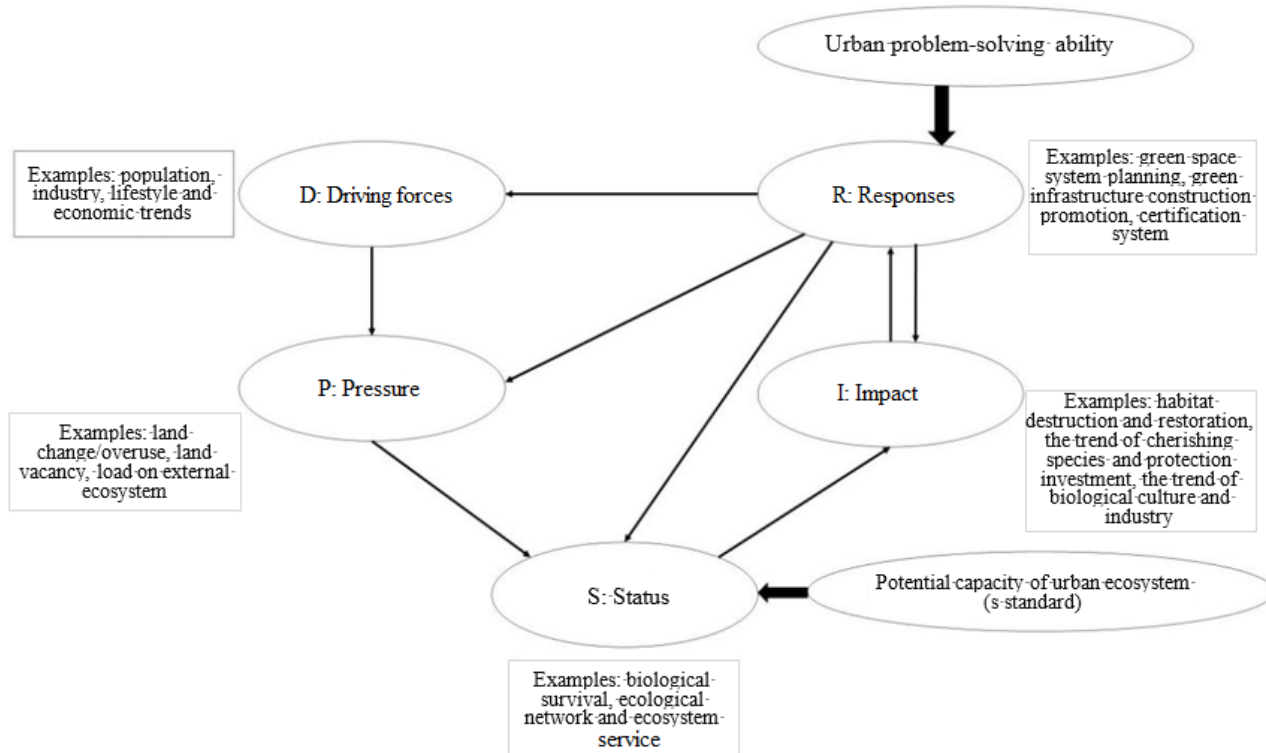 Urban problem-solving ability
Examples: population,
industry, lifestyle and
economic trends
D: Driving forces
R: Responses
Examples: green space
system planning, green
infrastructure construction
promotion, certification
system
P: Pressure
I: Impact
Examples: land
change/overuse, land
vacancy, load on external
ecosystem
Examples: habitat
destruction and restoration,
the trend of cherishing
species and protection
investment, the trend of
biological culture and
industry
S: Status
Potential capacity of urban ecosystem
(s standard)
Examples: biological
survival, ecological
network and ecosystem
service